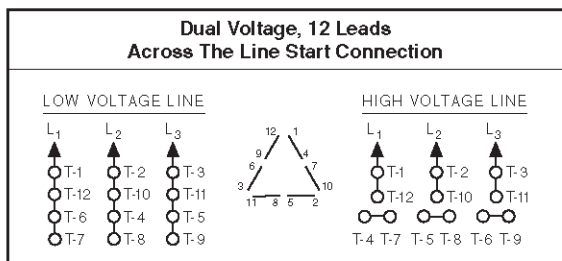 Dual Voltage, 12 Leads
Across The Line Start Connection
LOW VOLTAGE LINE
L1 L2 L3
T-1 T-2 T-3
T-12 T-10 T-11
T-6 T-4 T-5
T-7 T-8 T-9
12 1
9 4
6 7
3 10
11 8 5 2
HIGH VOLTAGE LINE
L1 L2 L3
T-1 T-2 T-3
T-12 T-10 T-11
T-4 T-7 T-5 T-8 T-6 T-9